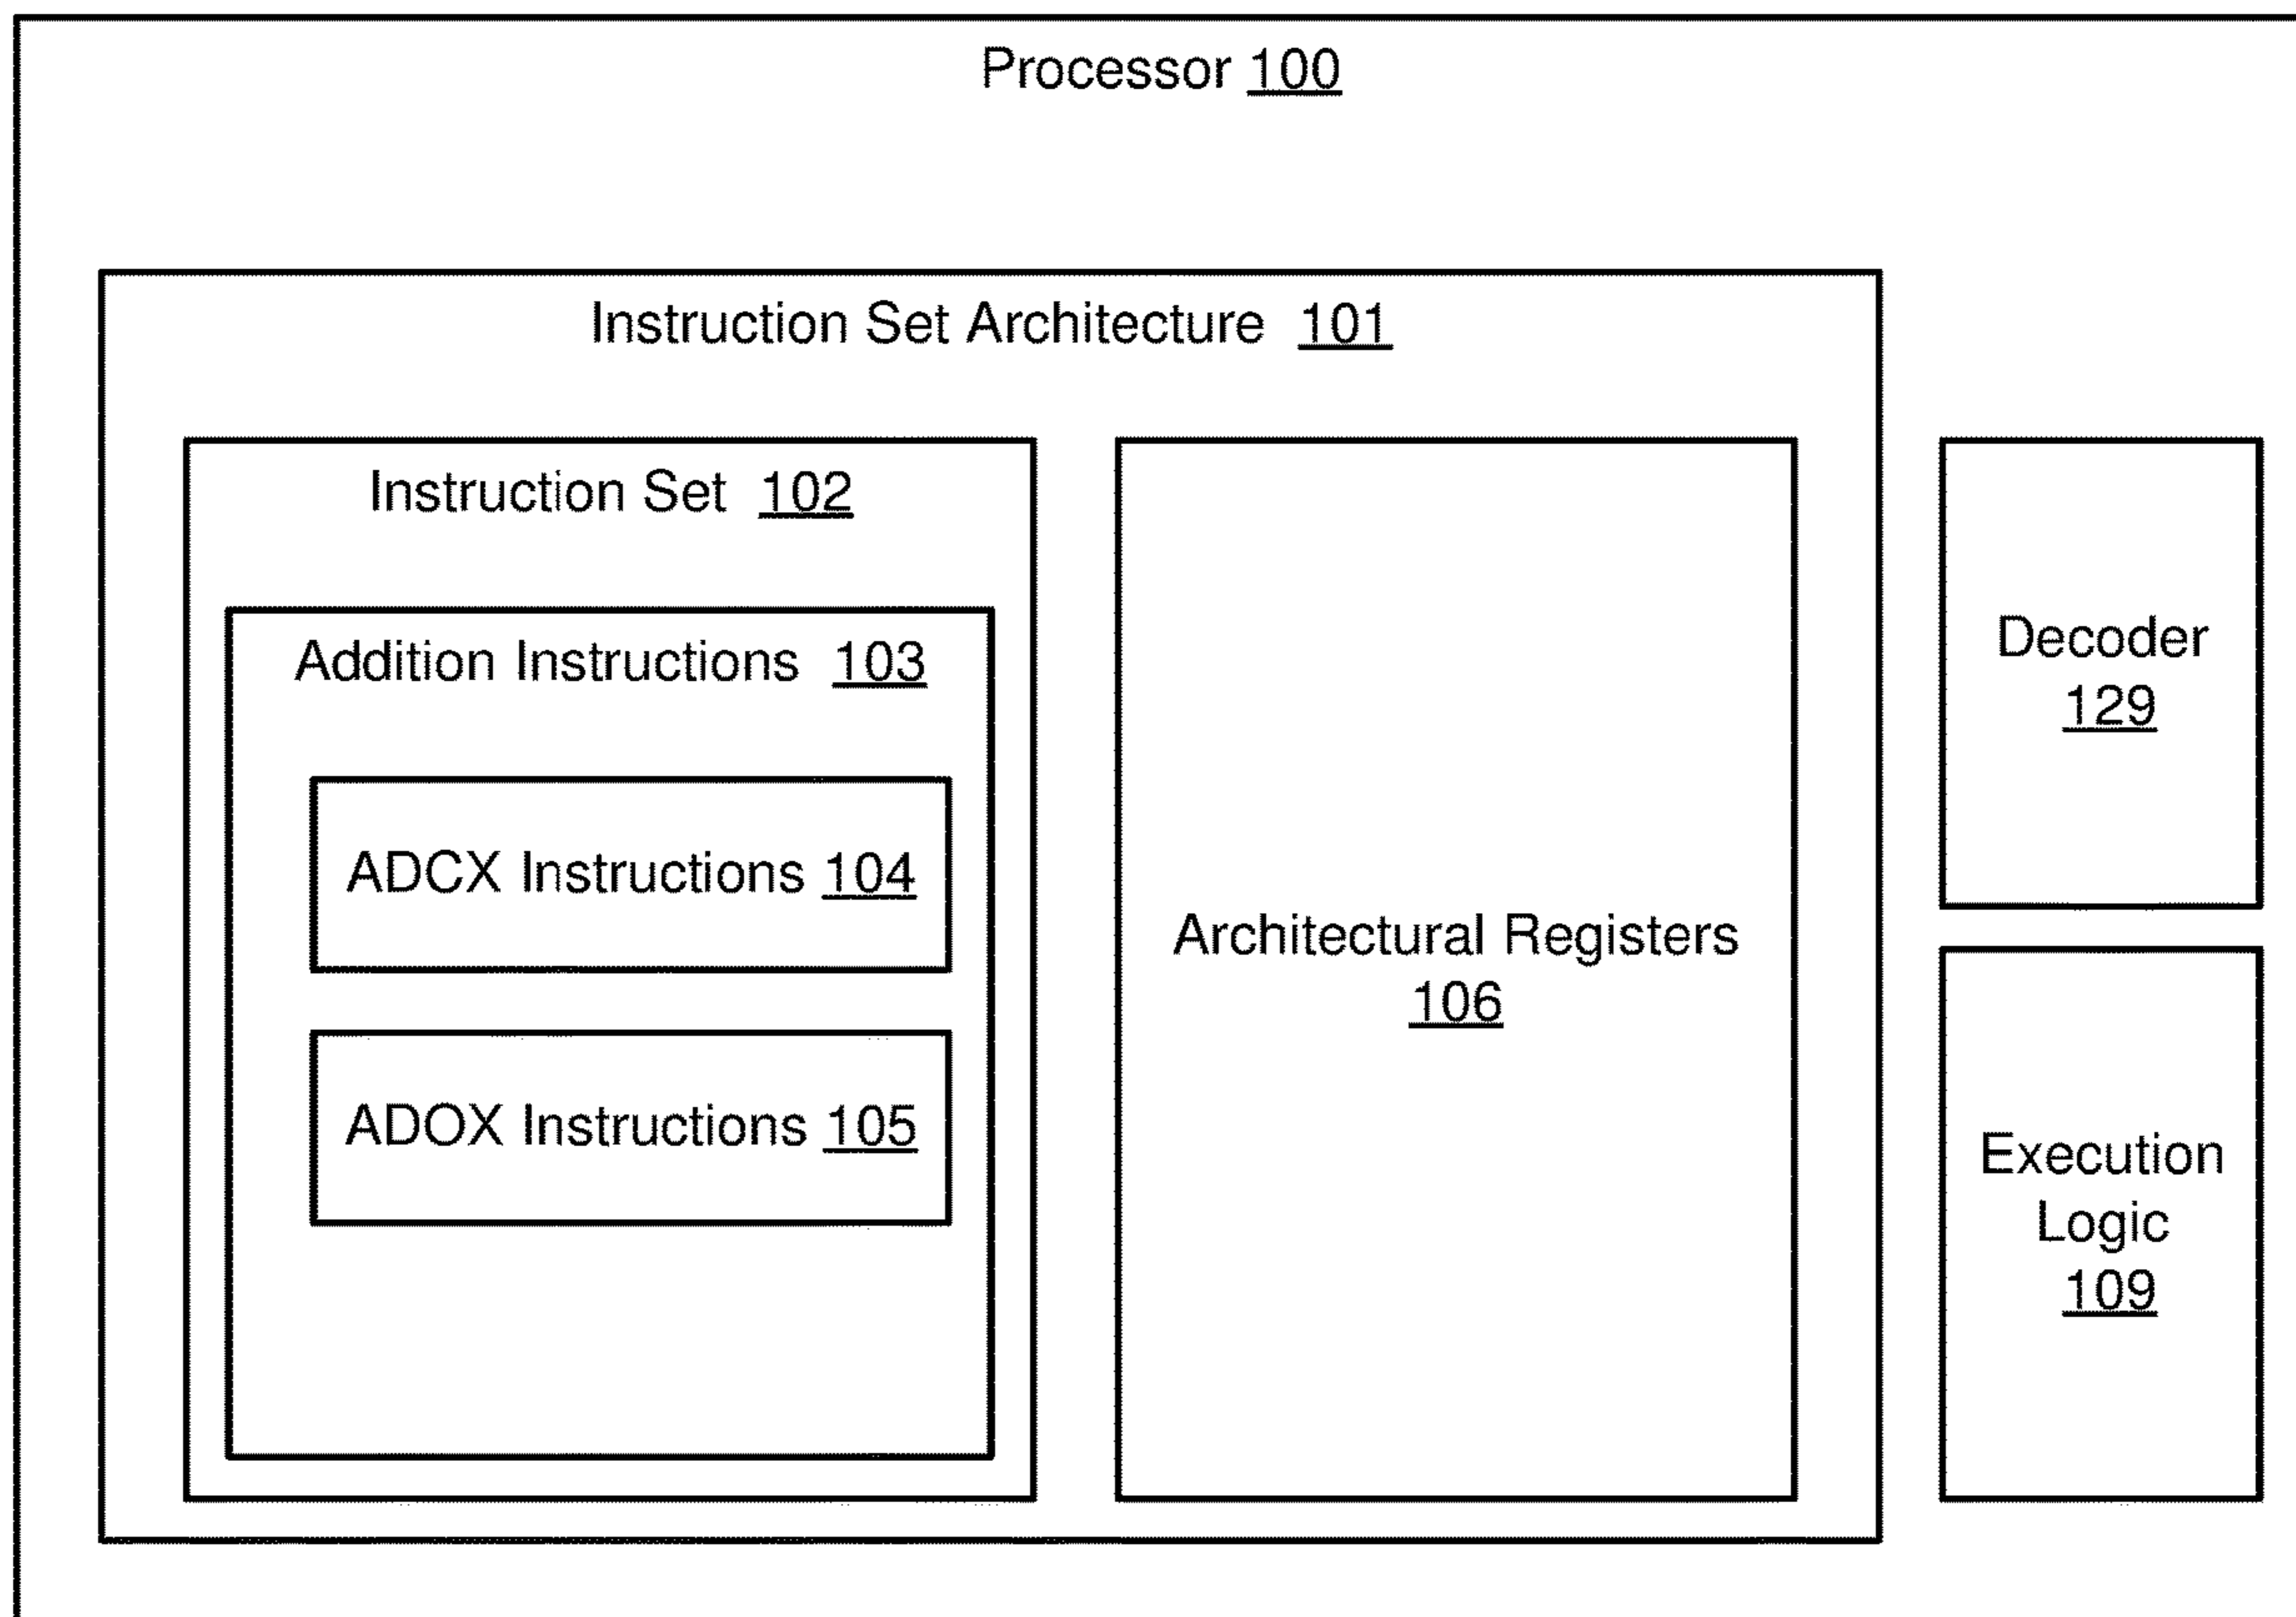 Processor 100
Instruction Set Architecture 101
Instruction Set 102
Addition Instructions 103
ADCX Instructions 104
ADOX Instructions 105
Architectural Registers
106
Decoder
129
Execution
Logic
109